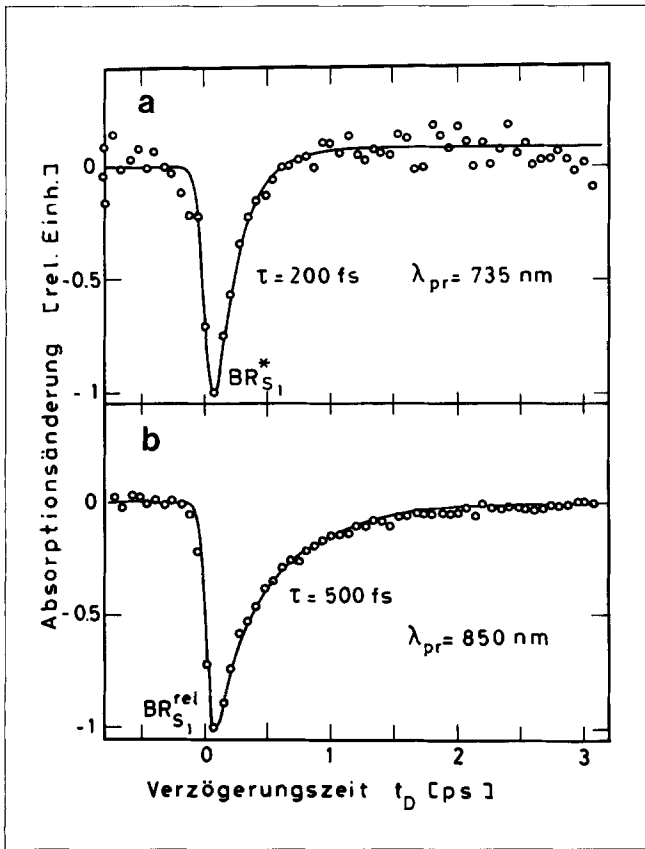 a
0
-0.5
-1
τ = 200 fs
λpr = 735 nm
BR*S1
b
0
-0.5
-1
τ = 500 fs
λpr = 850 nm
BRrelS1
0 1 2 3
Verzögerungszeit tD [ps]
Absorptionsänderung [rel. Einh.]